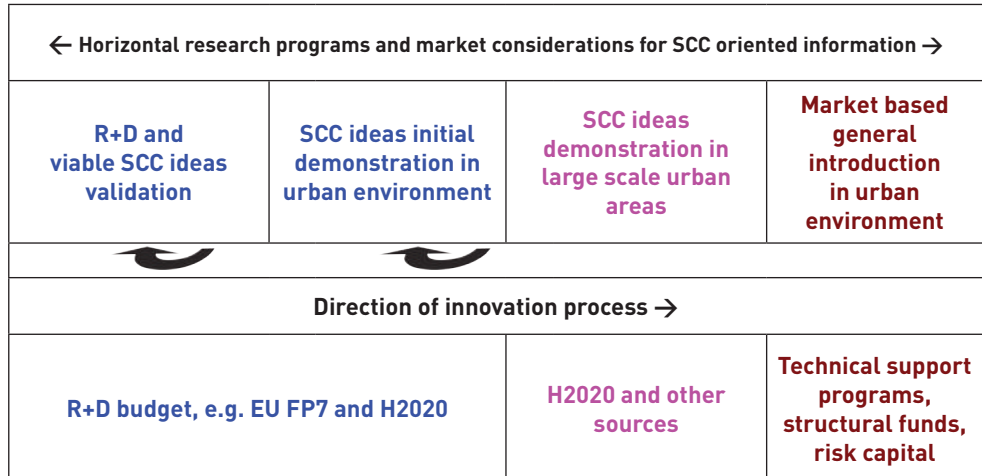 ← Horizontal research programs and market considerations for SCC oriented information →
R+D and
viable SCC ideas
validation
SCC ideas initial
demonstration in
urban environment
SCC ideas
demonstration in
large scale urban
areas
Market based
general
introduction
in urban
environment
Direction of innovation process →
R+D budget, e.g. EU FP7 and H2020
H2020 and other
sources
Technical support
programs,
structural funds,
risk capital